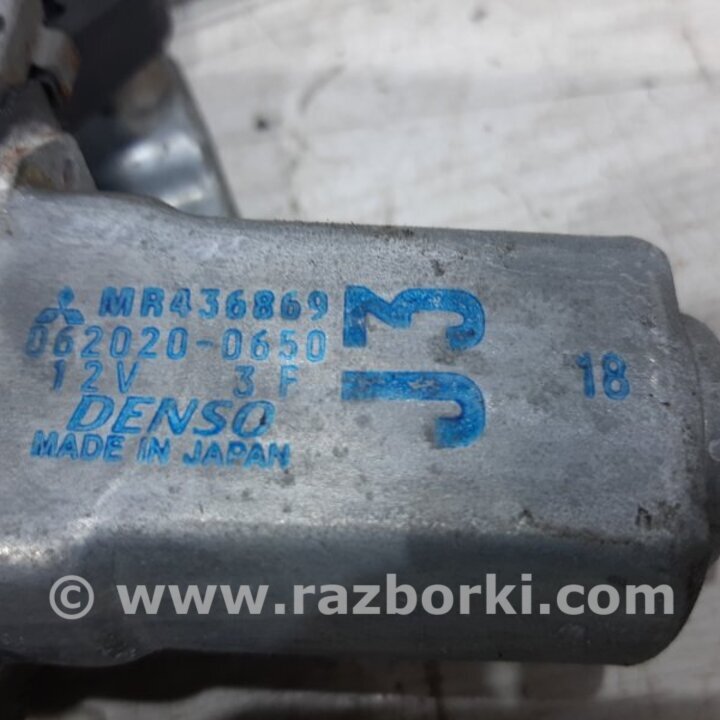 MR436869
062020-0650
12V 3F
DENSO
MADE IN JAPAN
J3
18
© www.razborki.com